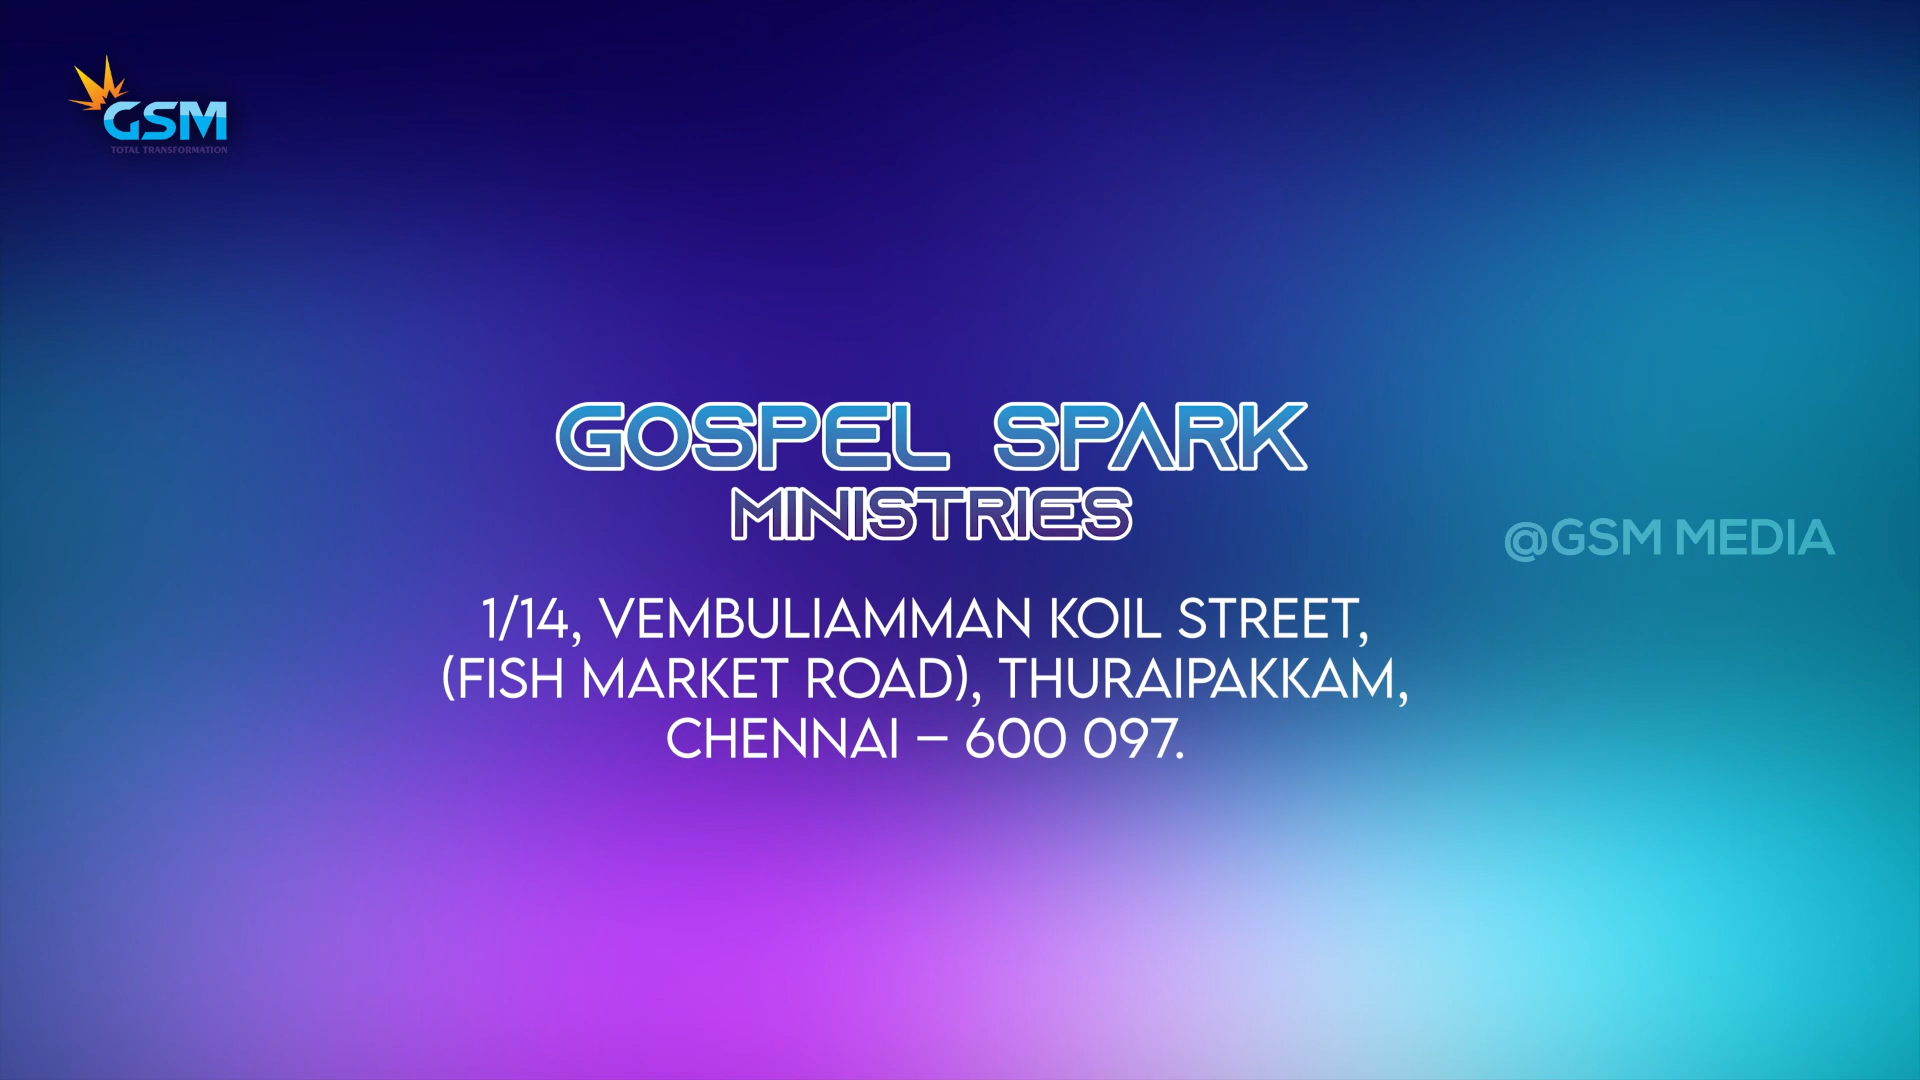 GSM
TOTAL TRANSFORMATION
GOSPEL SPARK
MINISTRIES
@GSM MEDIA
1/14, VEMBULIAMMAN KOIL STREET,
(FISH MARKET ROAD), THURAIPAKKAM,
CHENNAI – 600 097.